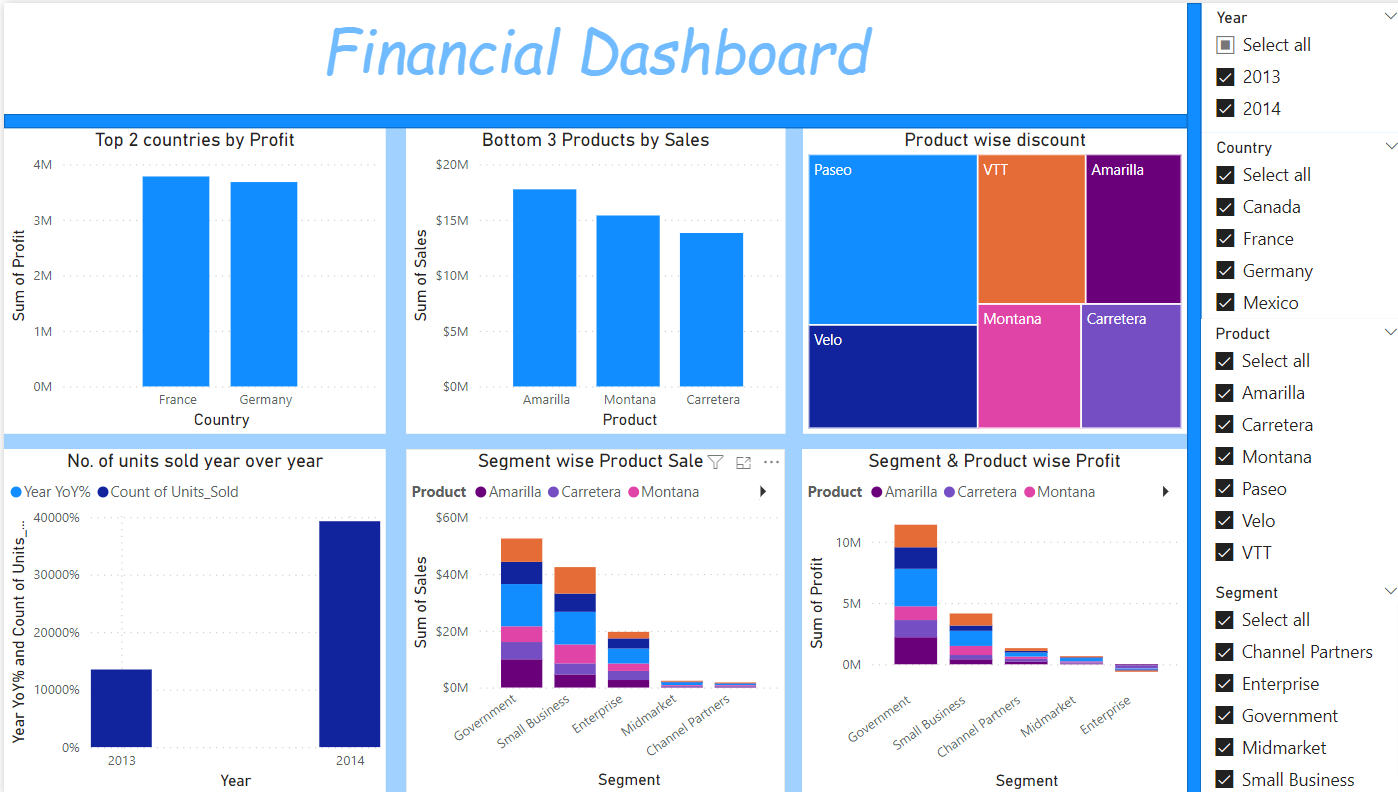 Financial Dashboard
Top 2 countries by Profit
4M
3M
2M
1M
0M
Sum of Profit
France
Germany
Country
Bottom 3 Products by Sales
$20M
$15M
$10M
$5M
$0M
Sum of Sales
Amarilla
Montana
Carretera
Product
Product wise discount
Paseo
VTT
Amarilla
Velo
Montana
Carretera
No. of units sold year over year
Year YoY% Count of Units_Sold
40000%
30000%
20000%
10000%
0%
Year YoY% and Count of Units_...
2013
2014
Year
Segment wise Product Sale
Product Amarilla Carretera Montana
$60M
$40M
$20M
$0M
Sum of Sales
Government
Small Business
Enterprise
Midmarket
Channel Partners
Segment
Segment & Product wise Profit
Product Amarilla Carretera Montana
10M
5M
0M
Sum of Profit
Government
Small Business
Channel Partners
Midmarket
Enterprise
Segment
Year
Select all
2013
2014
Country
Select all
Canada
France
Germany
Mexico
Product
Select all
Amarilla
Carretera
Montana
Paseo
Velo
VTT
Segment
Select all
Channel Partners
Enterprise
Government
Midmarket
Small Business